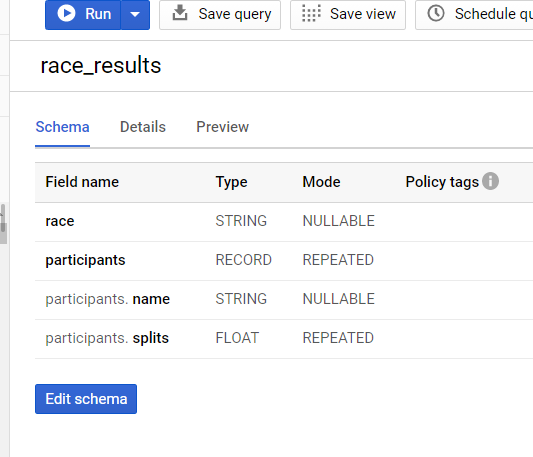 Run Save query Save view Schedule qu
race_results
Schema Details Preview
Field name Type Mode Policy tags
race STRING NULLABLE
participants RECORD REPEATED
participants. name STRING NULLABLE
participants. splits FLOAT REPEATED
Edit schema